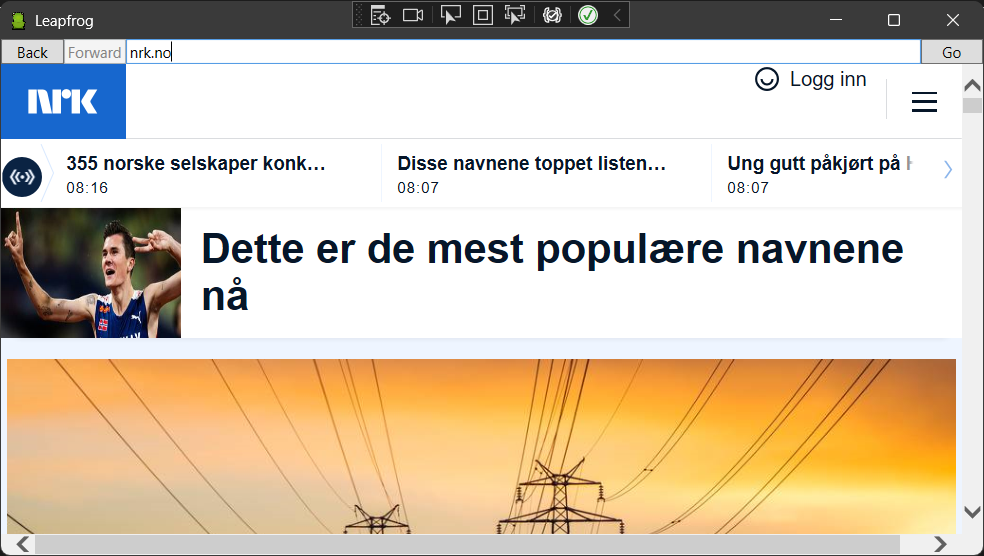 Leapfrog
Back Forward nrk.no Go
nrk
Logg inn
355 norske selskaper konk…
08:16
Disse navnene toppet listen…
08:07
Ung gutt påkjørt på
08:07
Dette er de mest populære navnene
nå